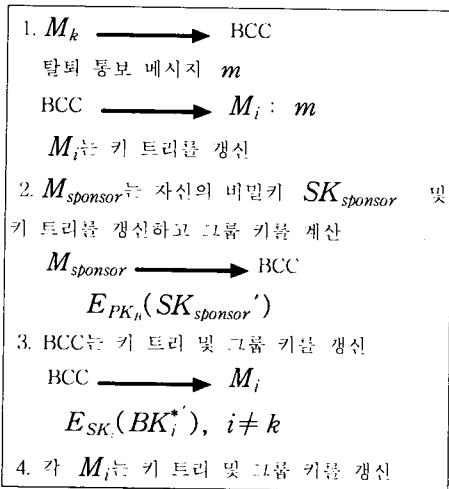 1. M_k ⟶ BCC
탈퇴 통보 메시지 m
BCC ⟶ M_i : m
M_i는 키 트리를 갱신
2. M_sponsor는 자신의 비밀키 SK_sponsor 및
키 트리를 갱신하고 그룹 키를 계산
M_sponsor ⟶ BCC
E_PK_B(SK_sponsor')
3. BCC는 키 트리 및 그룹 키를 갱신
BCC ⟶ M_i
E_SK_i(BK_i^*'), i ≠ k
4. 각 M_i는 키 트리 및 그룹 키를 갱신